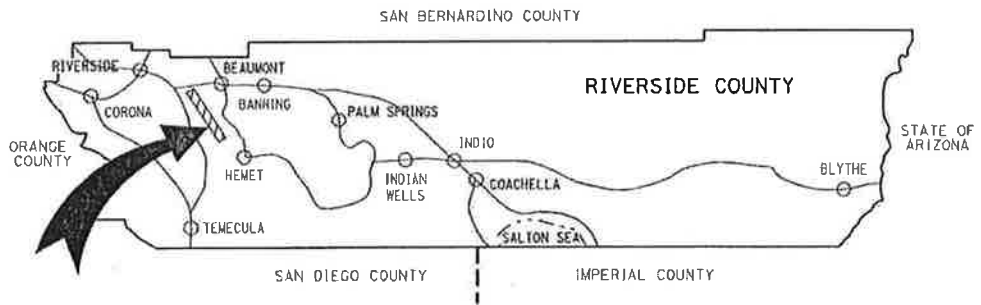 SAN BERNARDINO COUNTY
RIVERSIDE
BEAUMONT
RIVERSIDE COUNTY
BANNING
CORONA
PALM SPRINGS
STATE OF
ARIZONA
ORANGE
COUNTY
INDIO
HEMET
INDIAN
WELLS
COACHELLA
BLYTHE
TEMECULA
SALTON SEA
SAN DIEGO COUNTY
IMPERIAL COUNTY